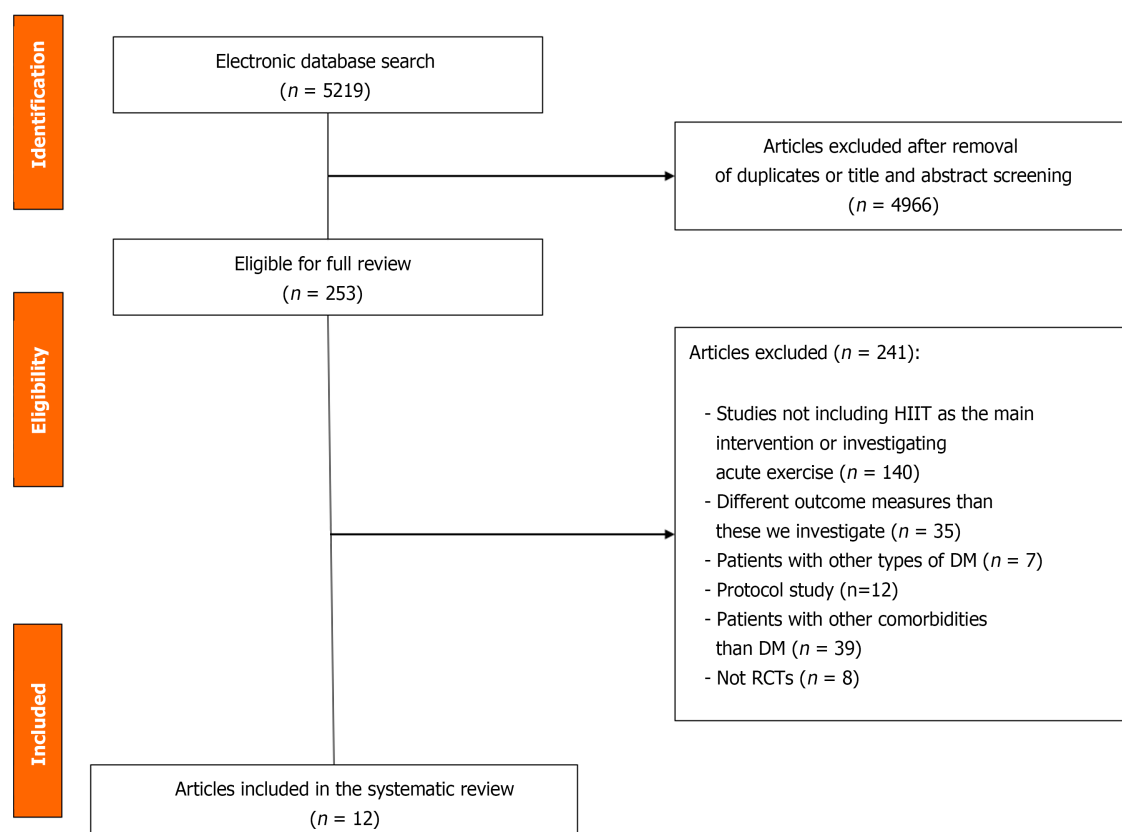 Identification
Electronic database search
(n = 5219)
Articles excluded after removal
of duplicates or title and abstract screening
(n = 4966)
Eligible for full review
(n = 253)
Eligibility
Articles excluded (n = 241):
- Studies not including HIIT as the main
intervention or investigating
acute exercise (n = 140)
- Different outcome measures than
these we investigate (n = 35)
- Patients with other types of DM (n = 7)
- Protocol study (n=12)
- Patients with other comorbidities
than DM (n = 39)
- Not RCTs (n = 8)
Included
Articles included in the systematic review
(n = 12)